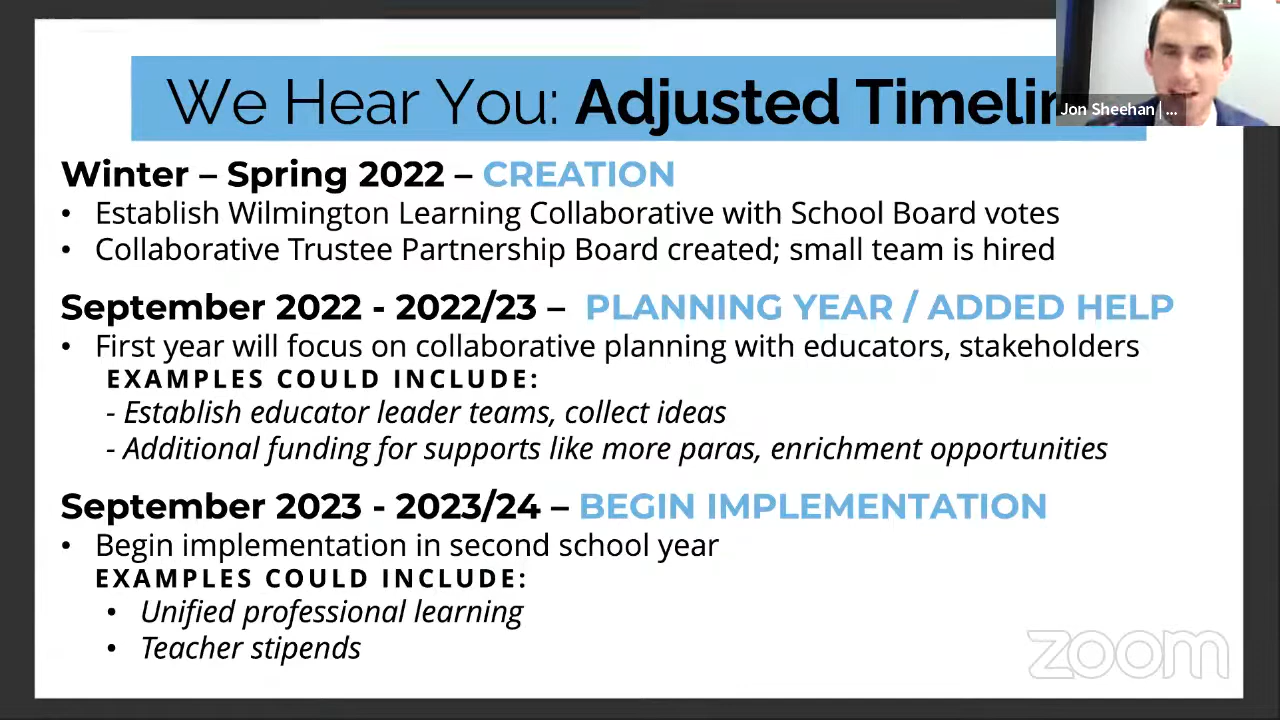 We Hear You: Adjusted Timelin
Jon Sheehan | ...
Winter – Spring 2022 – CREATION
• Establish Wilmington Learning Collaborative with School Board votes
• Collaborative Trustee Partnership Board created; small team is hired
September 2022 - 2022/23 – PLANNING YEAR / ADDED HELP
• First year will focus on collaborative planning with educators, stakeholders
EXAMPLES COULD INCLUDE:
- Establish educator leader teams, collect ideas
- Additional funding for supports like more paras, enrichment opportunities
September 2023 - 2023/24 – BEGIN IMPLEMENTATION
• Begin implementation in second school year
EXAMPLES COULD INCLUDE:
• Unified professional learning
• Teacher stipends
zoom